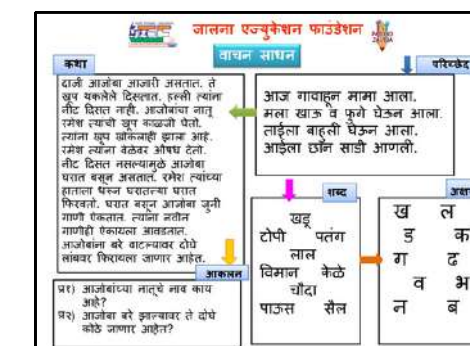 जालना एज्युकेशन फाउंडेशन
वाचन साधन
कथा
दाजी आजोबा आजारी असतात. ते
खूप थकलेले दिसतात. हल्ली त्यांना
नीट दिसत नाही. आजोबांचा नातू
रमेश त्यांची खूप काळजी घेतो.
त्यांना खूप खोकलाही झाला आहे.
रमेश त्यांना वेळेवर औषध देतो.
नीट दिसत नसल्यामुळे आजोबा
घरात बसून असतात. रमेश त्यांच्या
हाताला धरून घरातल्या घरात
फिरवतो. घरात बसून आजोबा जुनी
गाणी ऐकतात. त्यांना नवीन
गाणीही ऐकायला आवडतात.
आजोबांना बरे वाटल्यावर दोघे
लांबवर फिरायला जाणार आहेत.
आकलन
प्र१) आजोबांच्या नातूचे नाव काय
आहे?
प्र२) आजोबा बरे झाल्यावर ते दोघे
कोठे जाणार आहेत?
परिच्छेद
आज गावाहून मामा आला.
मला खाऊ व फुगे घेऊन आला.
ताईला बाहुली घेऊन आला.
आईला छान साडी आणली.
शब्द
खडू
टोपी पतंग
लाल
विमान केळे
चौदा
पाऊस सैल
अक्षर
ख ल
ड क
ग ढ
व भ
न ब